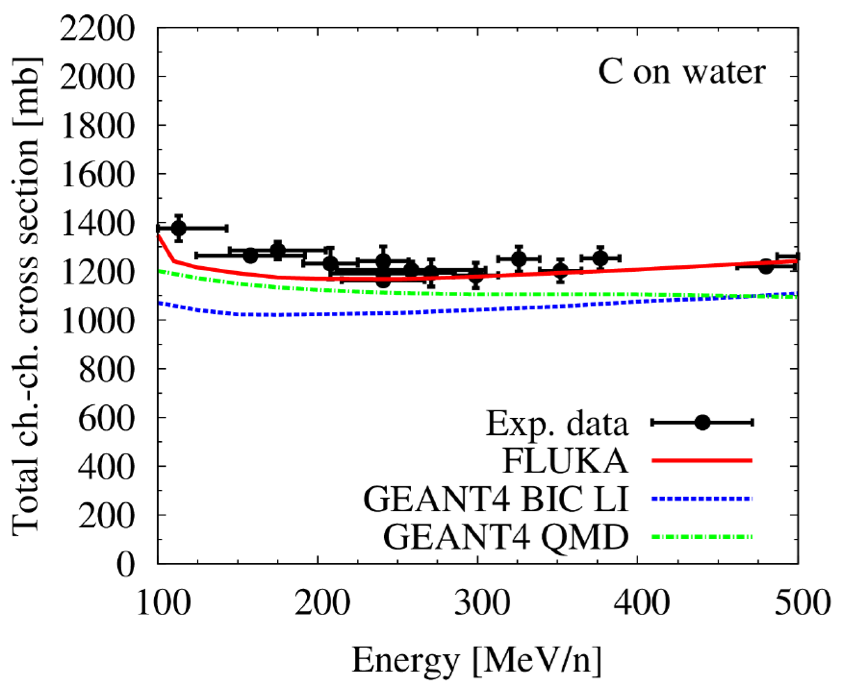 Total ch.-ch. cross section [mb]
2200
2000
1800
1600
1400
1200
1000
800
600
400
200
0
C on water
Exp. data
FLUKA
GEANT4 BIC LI
GEANT4 QMD
100 200 300 400 500
Energy [MeV/n]